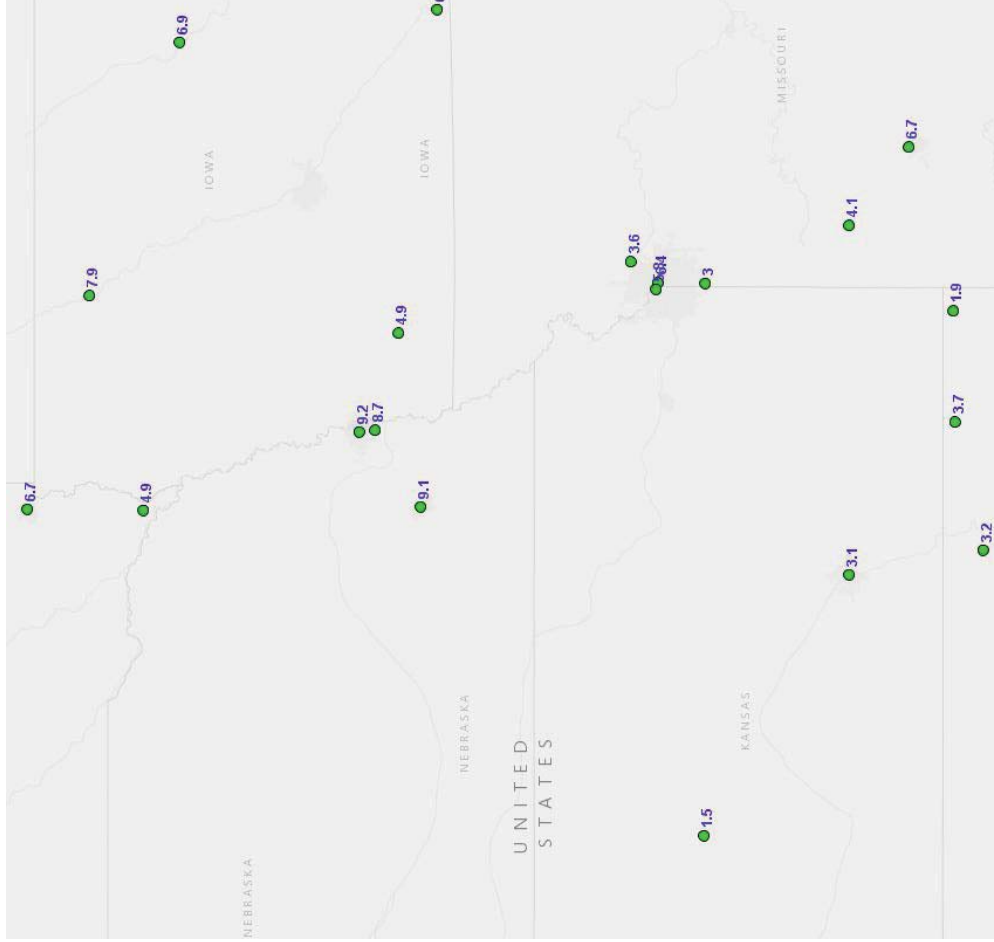 6.7
7.9
4.9
6.9
IOWA
NEBRASKA
9.2
8.7
4.9
9.1
IOWA
NEBRASKA
UNITED
STATES
3.6
1.5
3
KANSAS
MISSOURI
3.1
4.1
6.7
1.9
3.7
3.2